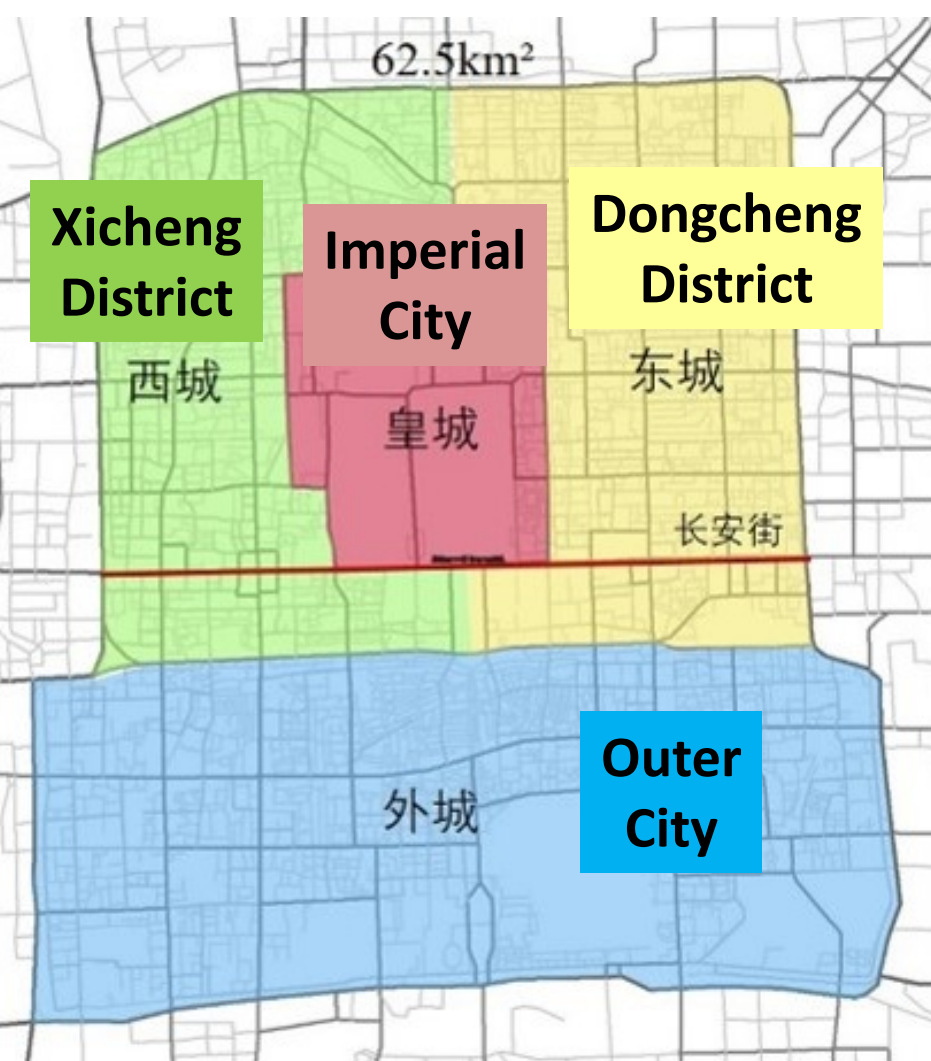 62.5km²
Xicheng
District
Imperial
City
Dongcheng
District
西城
皇城
东城
长安街
外城
Outer
City